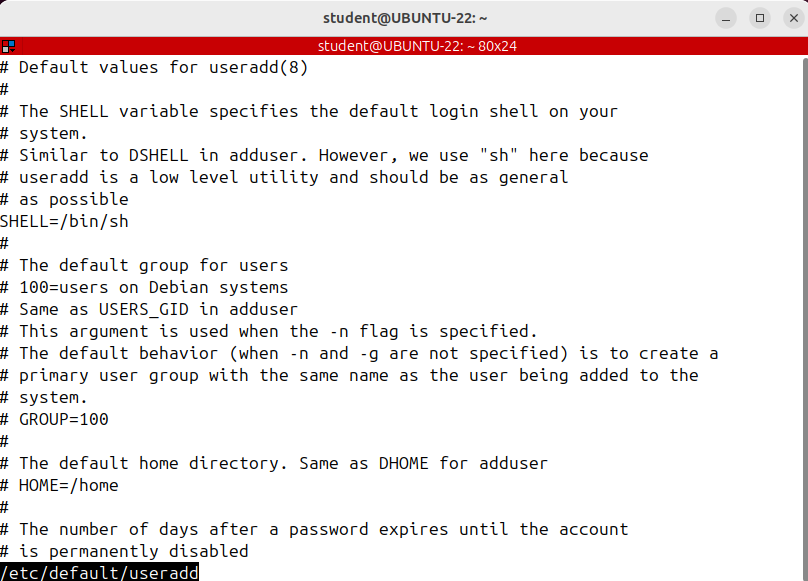 student@UBUNTU-22: ~
student@UBUNTU-22: ~ 80x24
# Default values for useradd(8)
#
# The SHELL variable specifies the default login shell on your
# system.
# Similar to DSHELL in adduser. However, we use "sh" here because
# useradd is a low level utility and should be as general
# as possible
SHELL=/bin/sh
#
# The default group for users
# 100=users on Debian systems
# Same as USERS_GID in adduser
# This argument is used when the -n flag is specified.
# The default behavior (when -n and -g are not specified) is to create a
# primary user group with the same name as the user being added to the
# system.
# GROUP=100
#
# The default home directory. Same as DHOME for adduser
# HOME=/home
#
# The number of days after a password expires until the account
# is permanently disabled
/etc/default/useradd